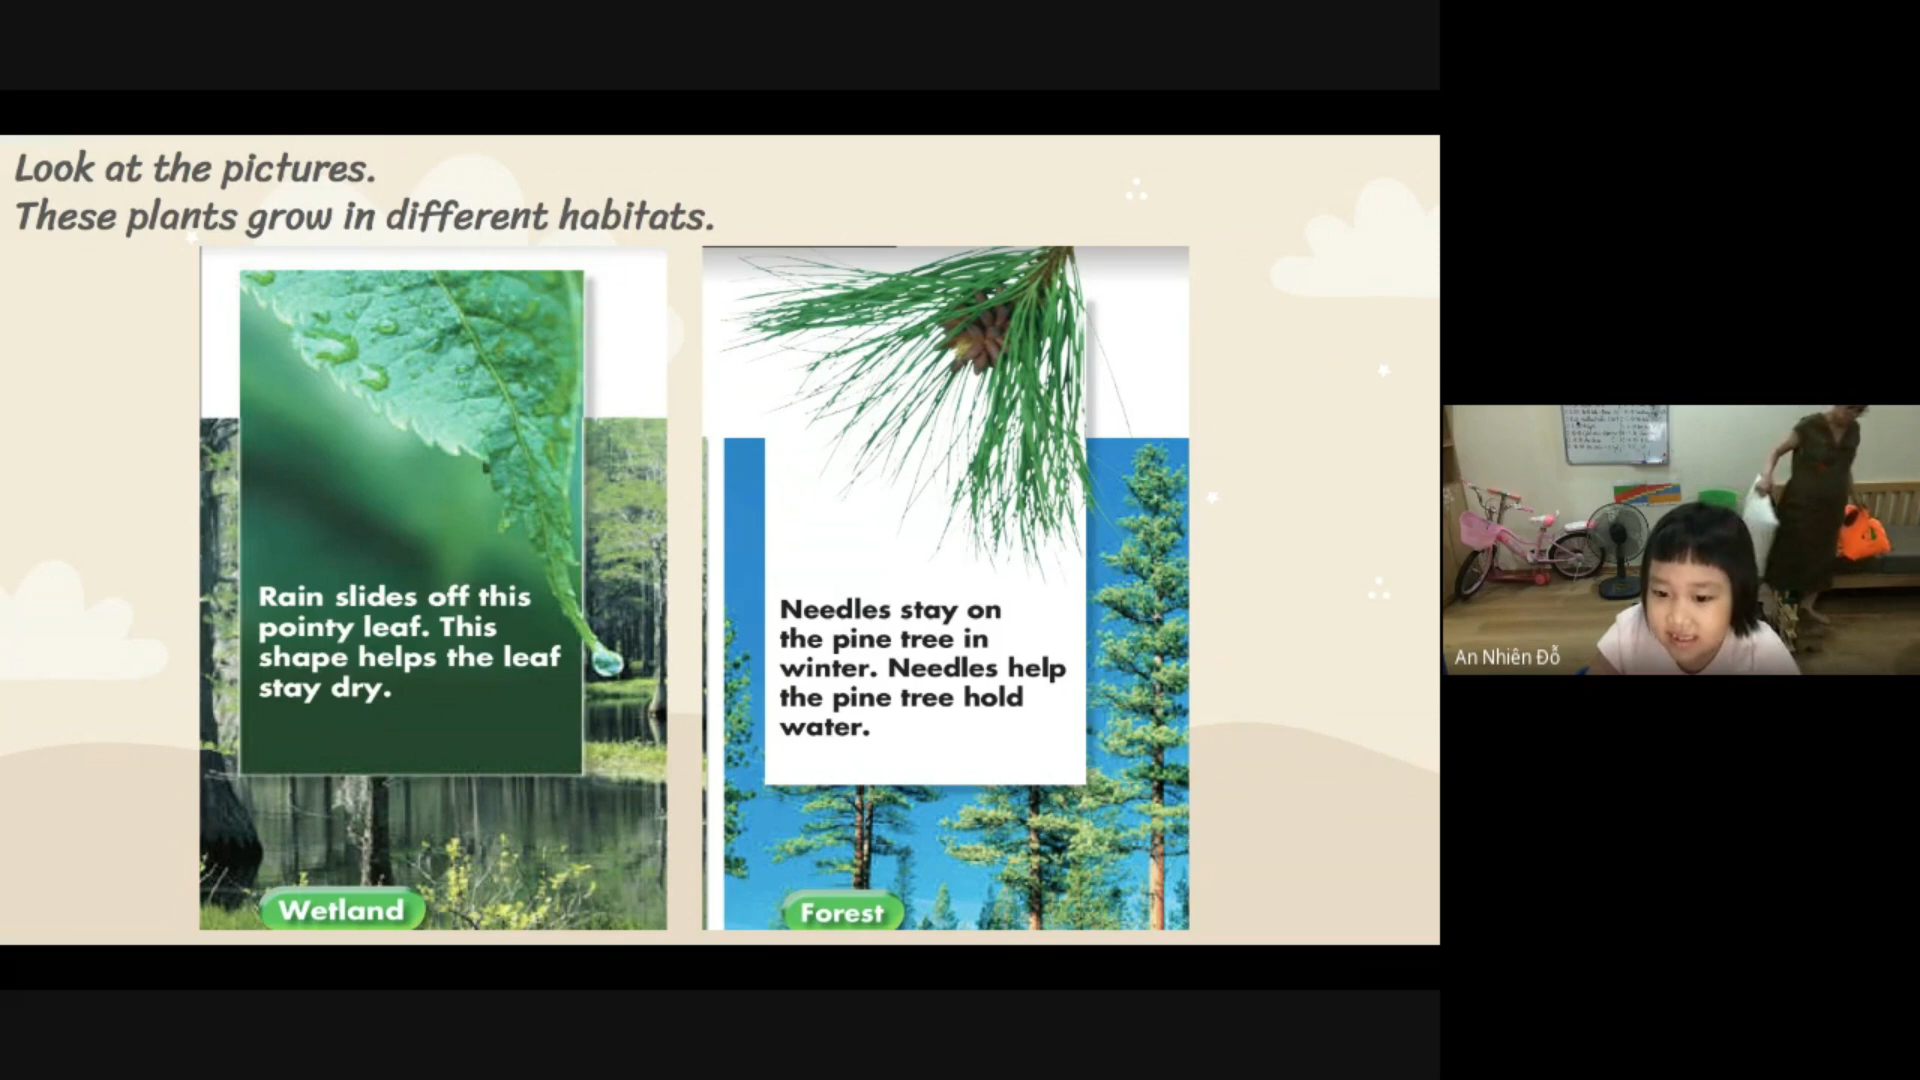 Look at the pictures.
These plants grow in different habitats.
Rain slides off this
pointy leaf. This
shape helps the leaf
stay dry.
Wetland
Needles stay on
the pine tree in
winter. Needles help
the pine tree hold
water.
Forest
An Nhiên Đỗ